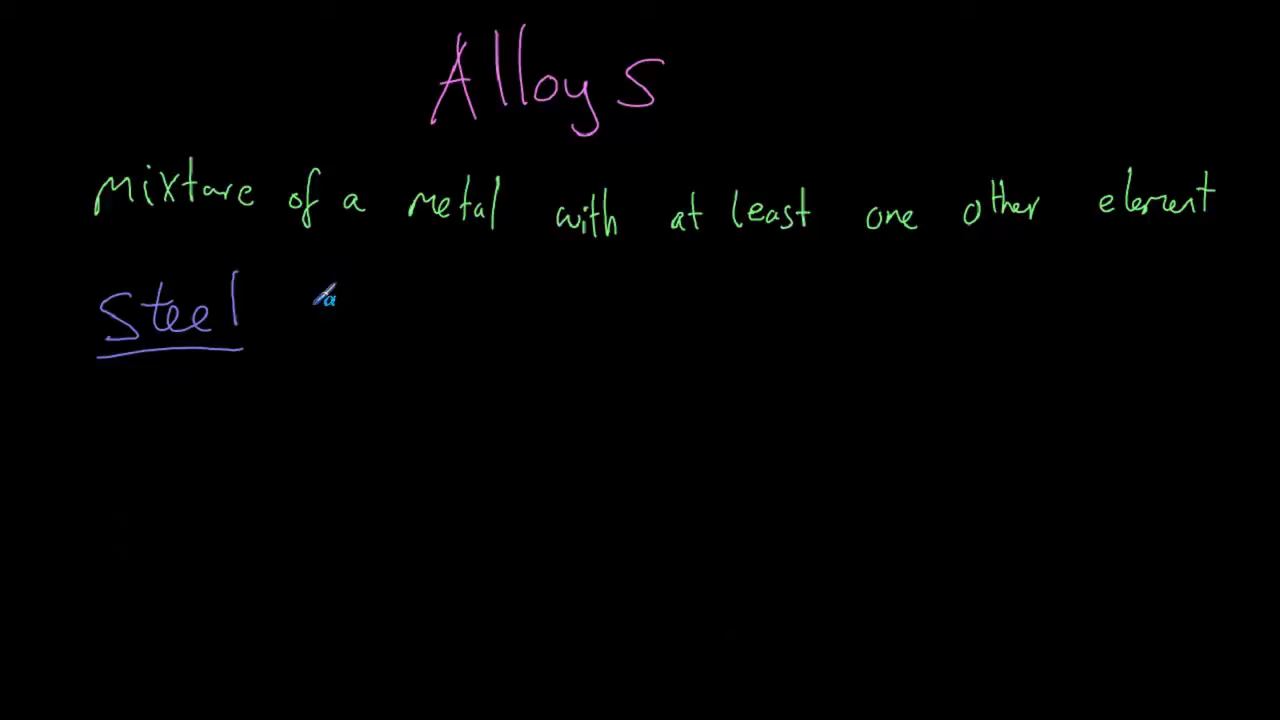 Alloys
mixture of a metal with at least one other element
Steel